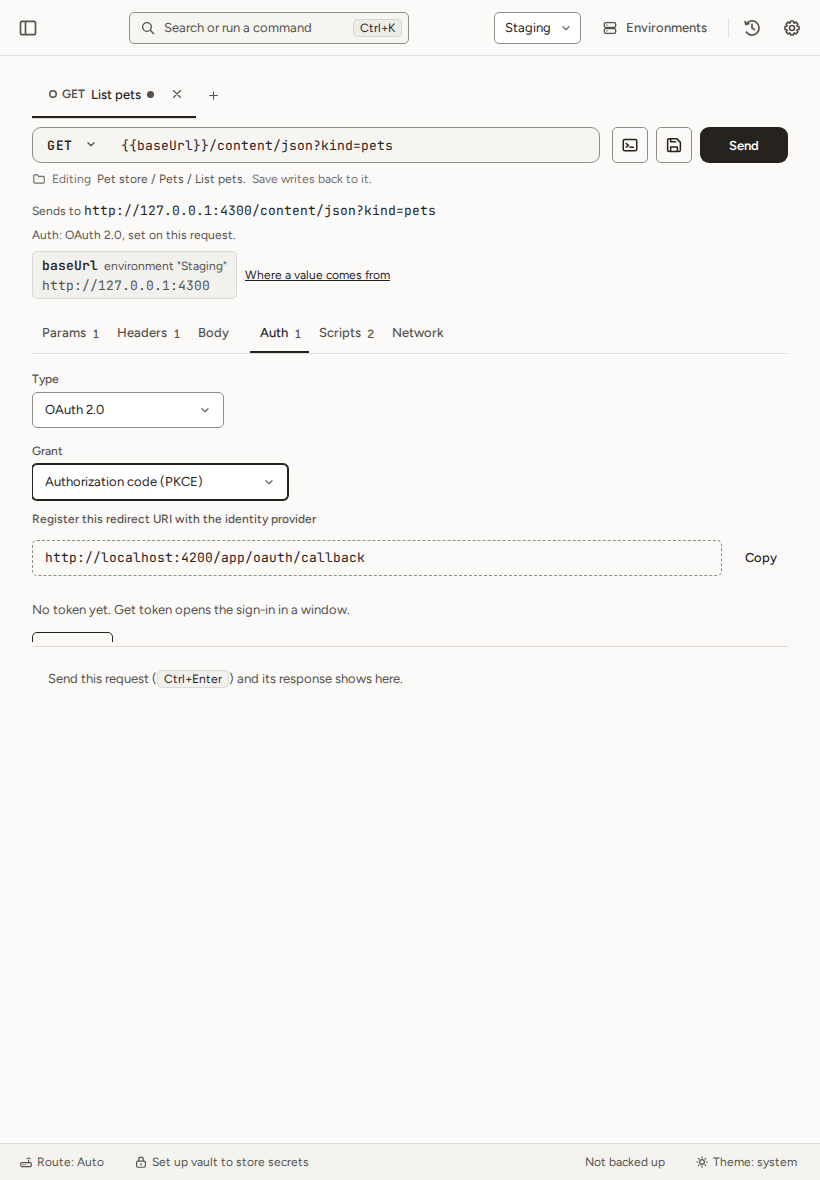 Search or run a command Ctrl+K Staging Environments
GET List pets
GET {{baseUrl}}/content/json?kind=pets Send
Editing Pet store / Pets / List pets. Save writes back to it.
Sends to http://127.0.0.1:4300/content/json?kind=pets
Auth: OAuth 2.0, set on this request.
baseUrl environment "Staging"
http://127.0.0.1:4300
Where a value comes from
Params 1 Headers 1 Body Auth 1 Scripts 2 Network
Type
OAuth 2.0
Grant
Authorization code (PKCE)
Register this redirect URI with the identity provider
http://localhost:4200/app/oauth/callback Copy
No token yet. Get token opens the sign-in in a window.
Send this request (Ctrl+Enter) and its response shows here.
Route: Auto Set up vault to store secrets Not backed up Theme: system